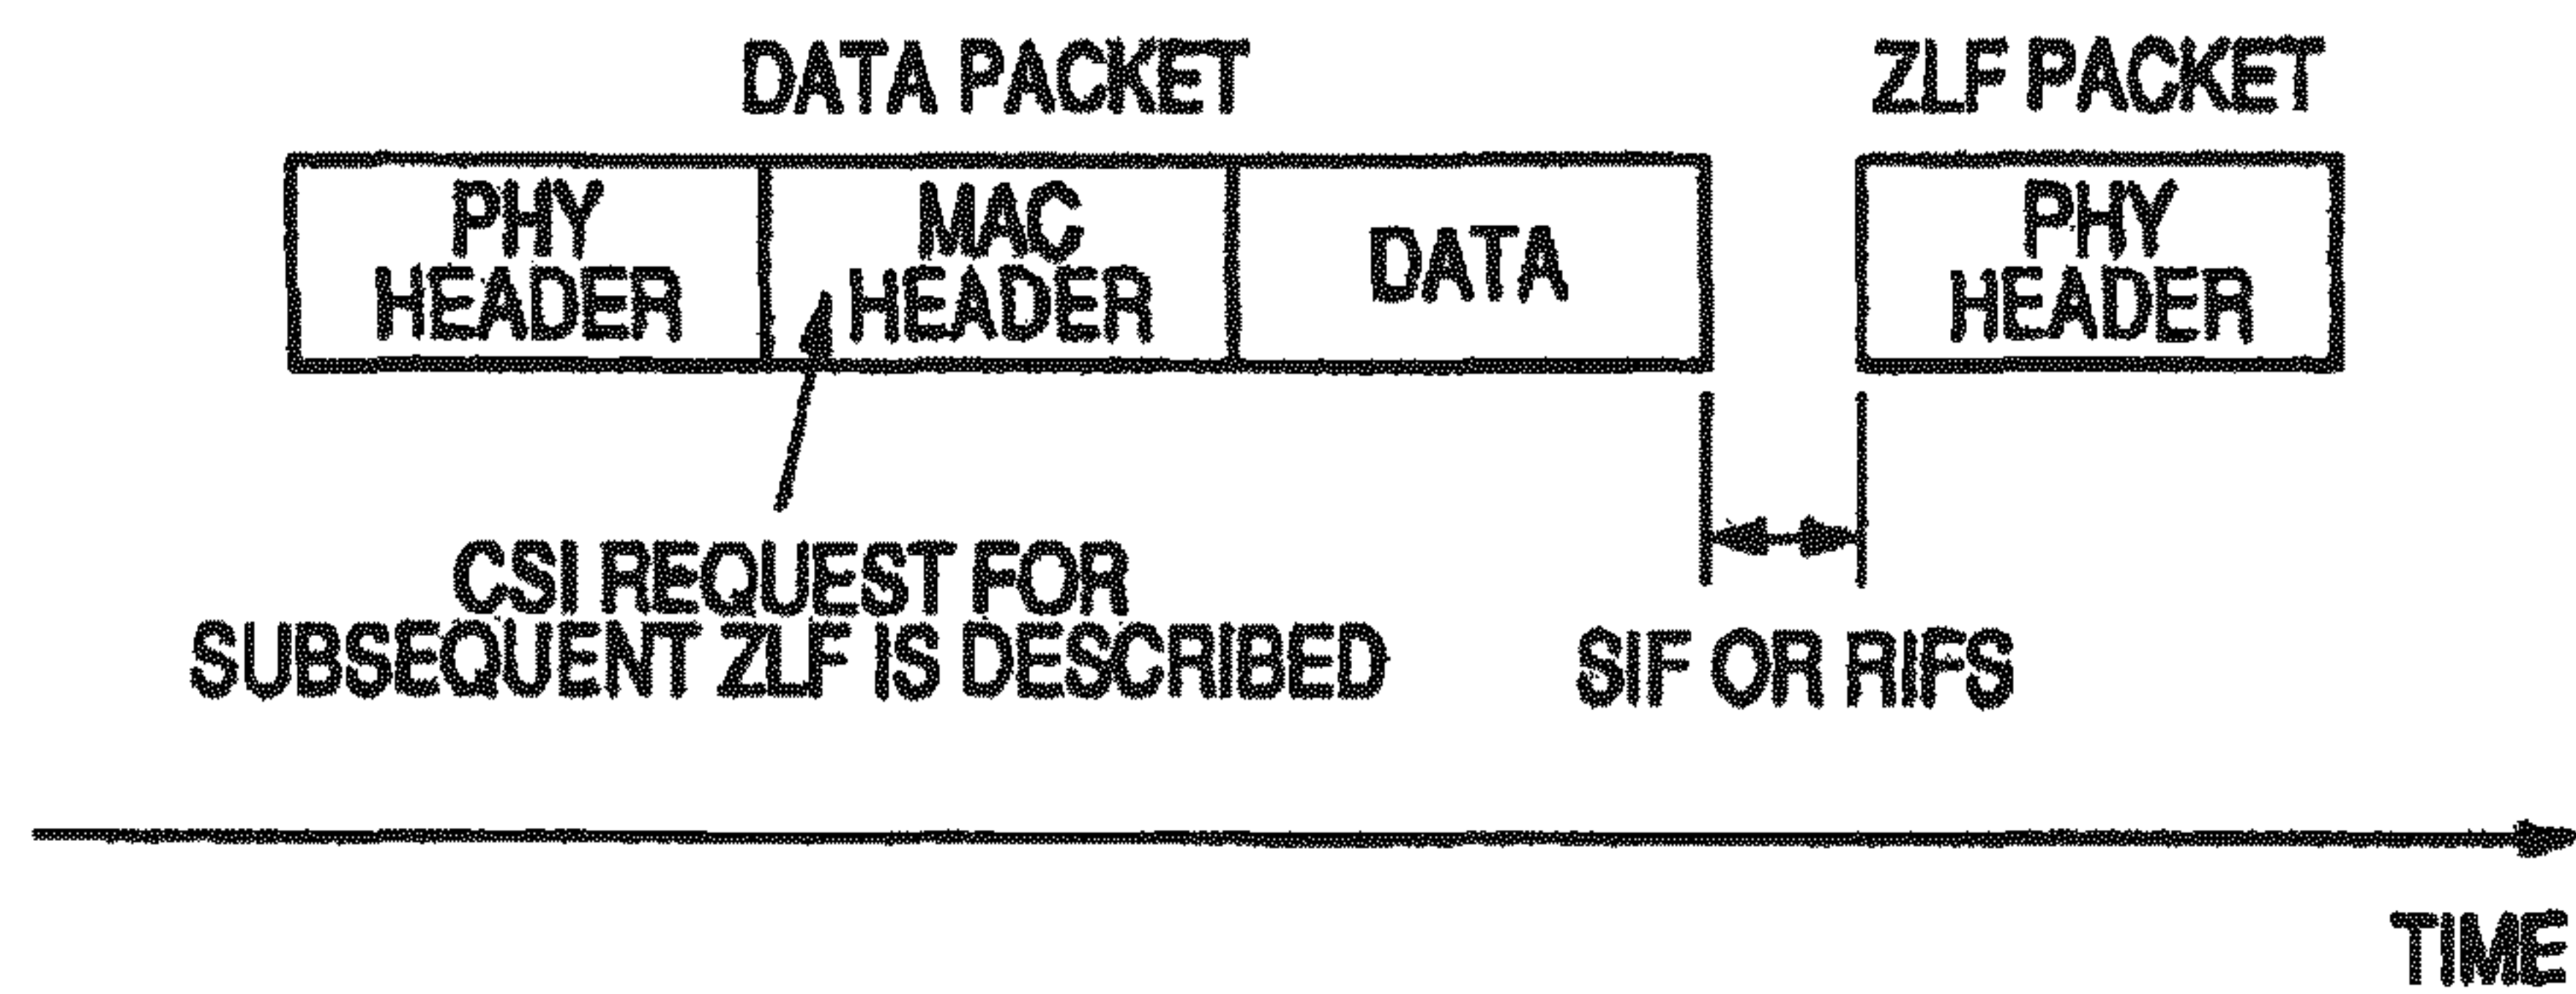 DATA PACKET
ZLF PACKET
PHY
HEADER
MAC
HEADER
DATA
PHY
HEADER
CSI REQUEST FOR
SUBSEQUENT ZLF IS DESCRIBED
SIF OR RIFS
TIME